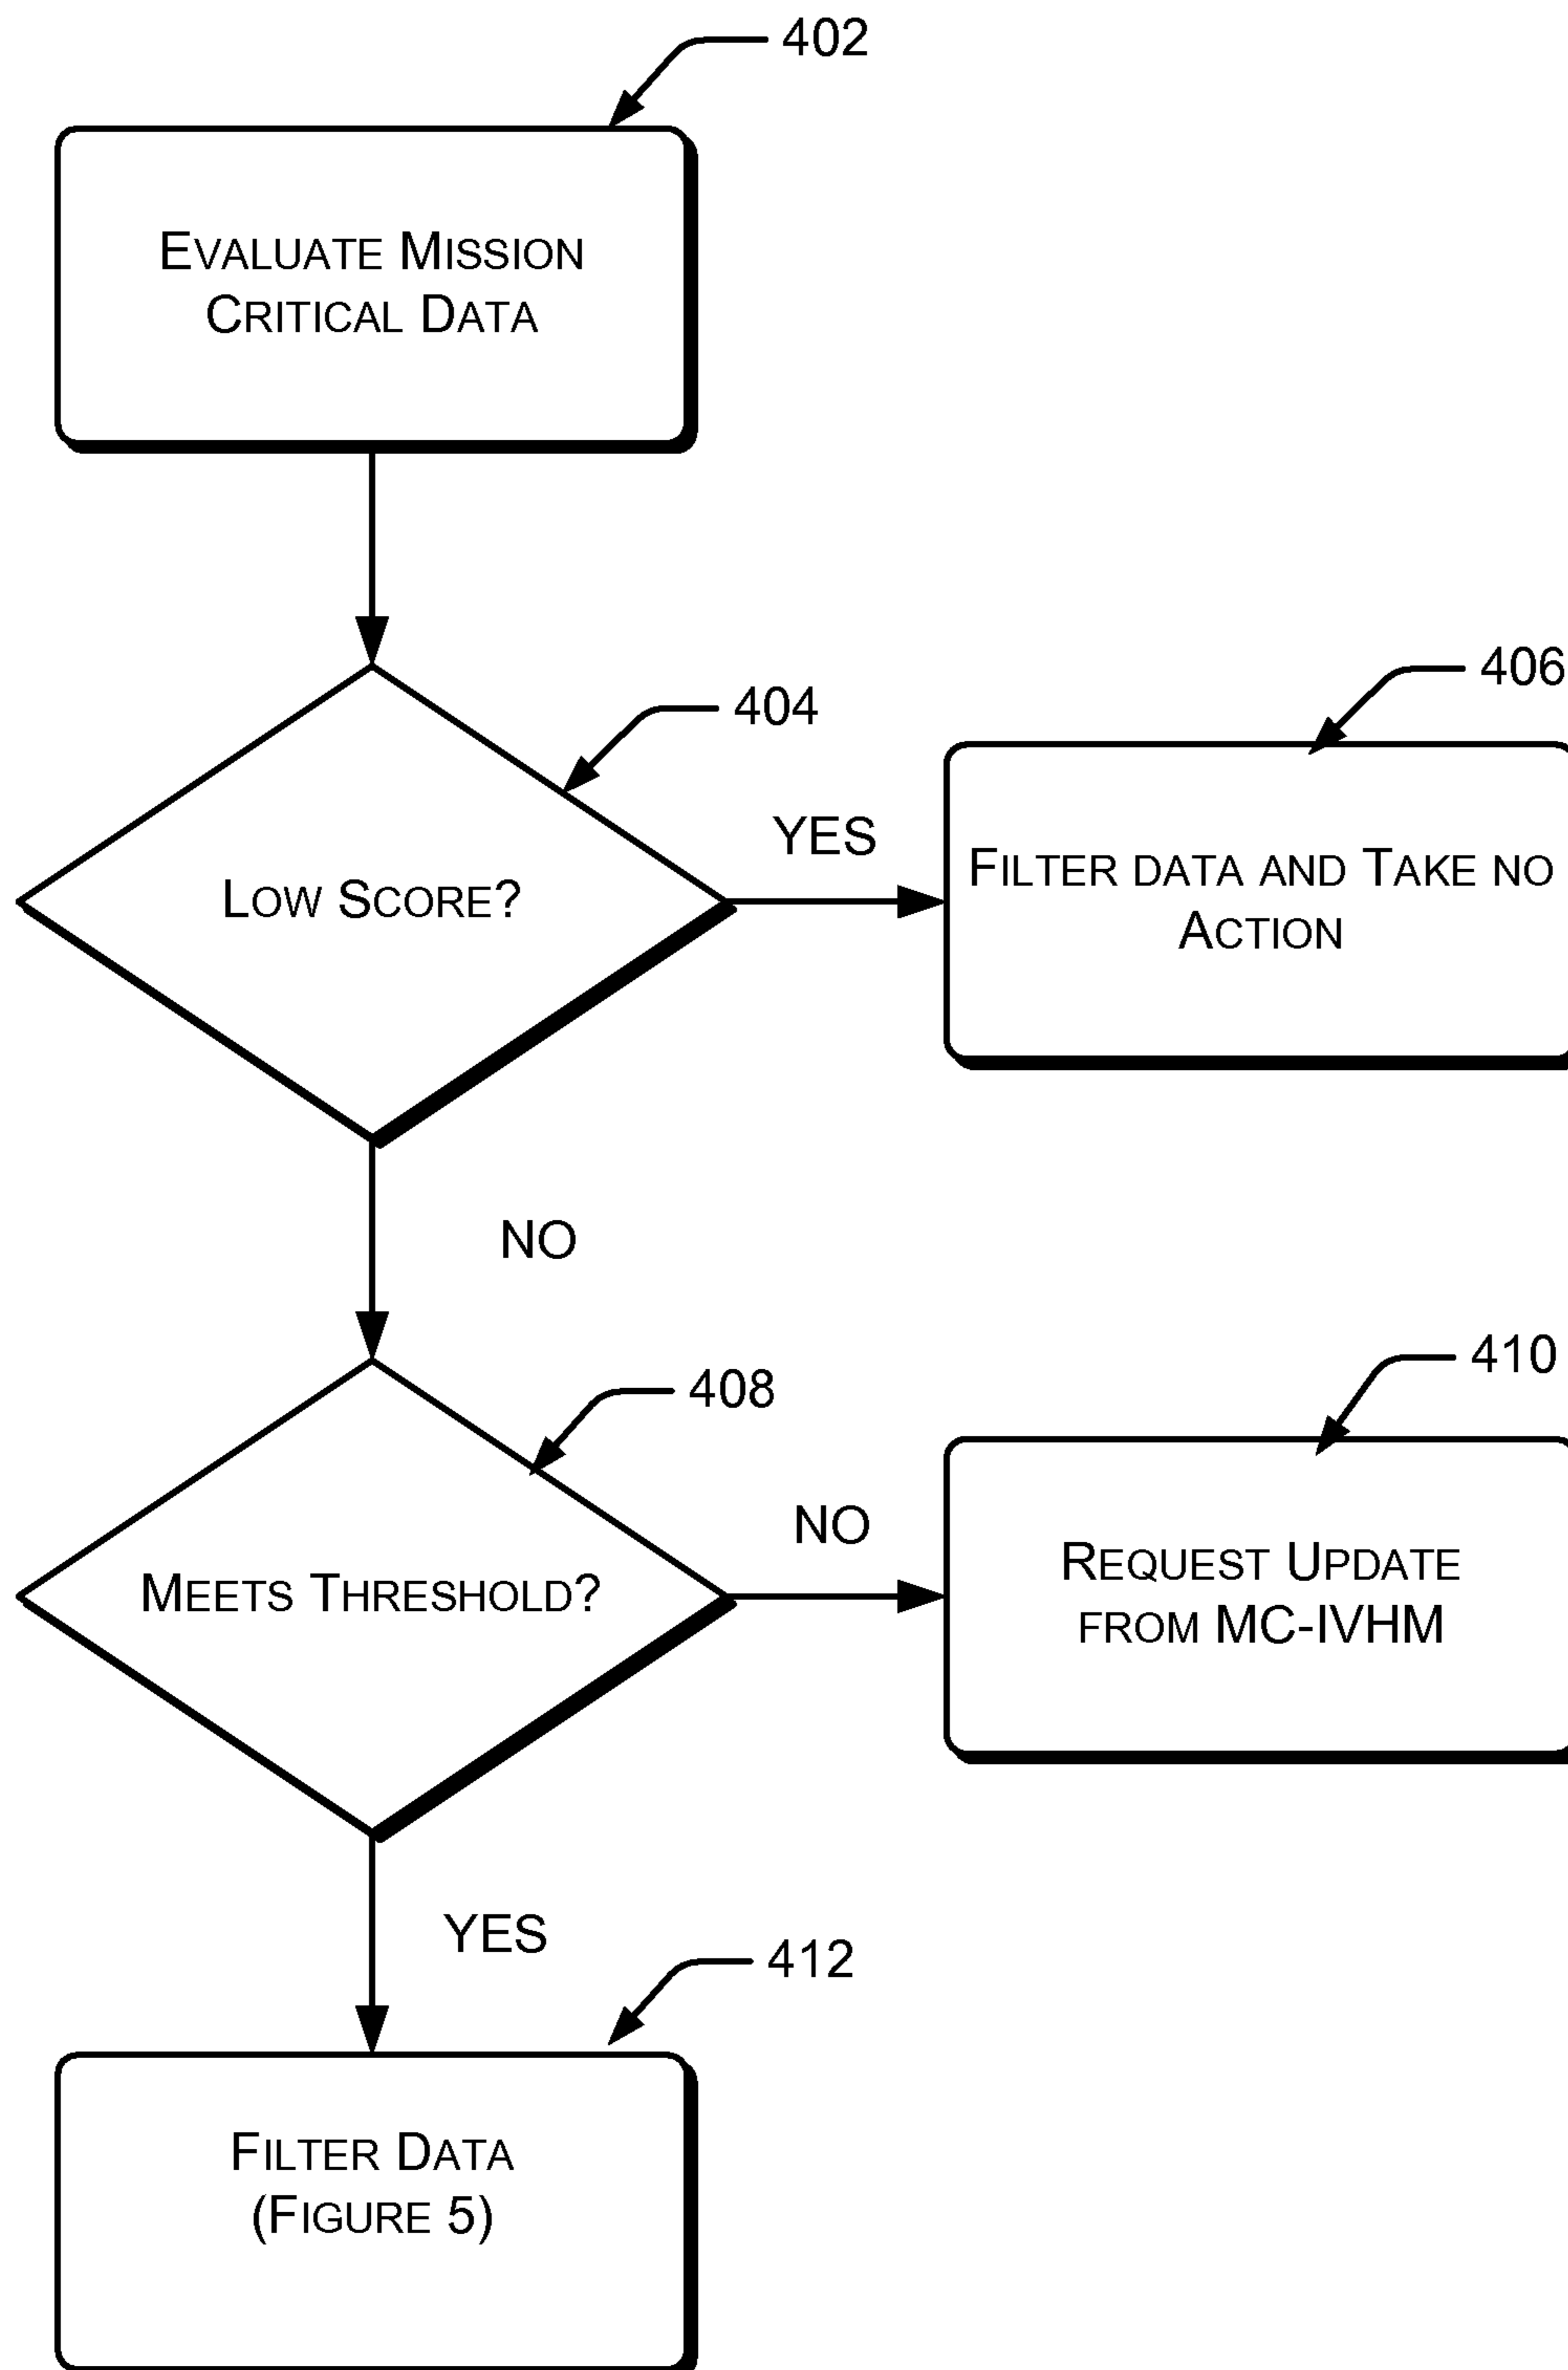 402
EVALUATE MISSION
CRITICAL DATA
404
LOW SCORE?
YES
406
FILTER DATA AND TAKE NO
ACTION
NO
408
MEETS THRESHOLD?
NO
410
REQUEST UPDATE
FROM MC-IVHM
YES
412
FILTER DATA
(FIGURE 5)